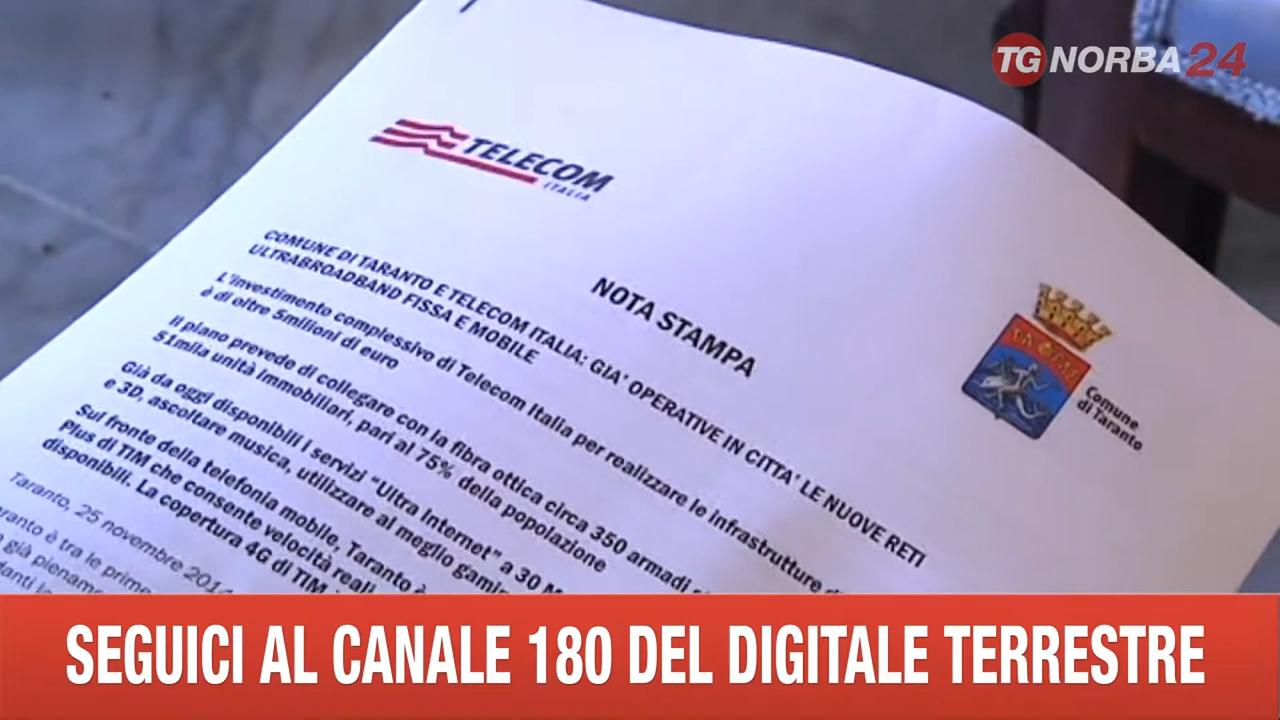 TG NORBA 24
TELECOM
ITALIA
NOTA STAMPA
Comune
di Taranto
COMUNE DI TARANTO E TELECOM ITALIA: GIA' OPERATIVE IN CITTA' LE NUOVE RETI
ULTRABROADBAND FISSA E MOBILE
L'investimento complessivo di Telecom Italia per realizzare le infrastrutture
è di oltre 5milioni di euro
Il piano prevede di collegare con la fibra ottica circa 350 armadi
51mila unità immobiliari, pari al 75% della popolazione
Già da oggi disponibili i servizi "Ultra Internet" a 30
e 3D, ascoltare musica, utilizzare al meglio
Sul fronte della telefonia mobile, Taranto è
Plus di TIM che consente velocità reali
disponibili. La copertura 4G di TIM
Taranto, 25 novembre 2014
è tra le prime
già
SEGUICI AL CANALE 180 DEL DIGITALE TERRESTRE